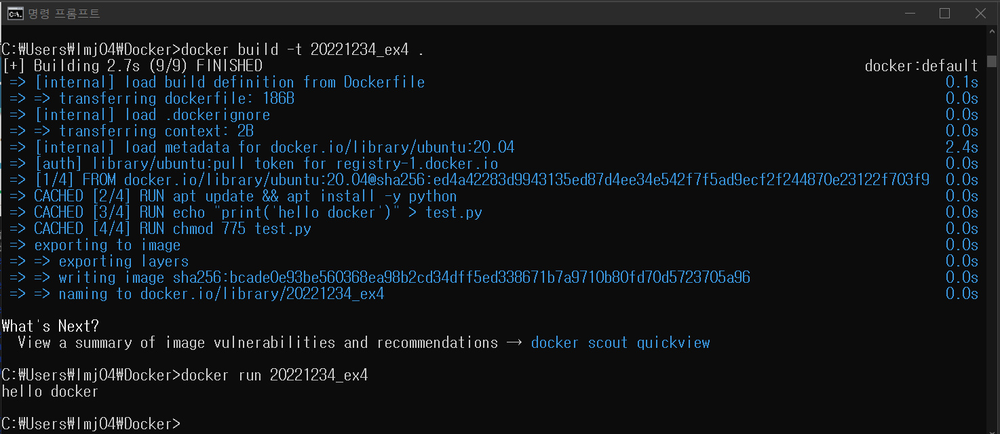 명령 프롬프트
C:₩Users₩lmj04₩Docker>docker build -t 20221234_ex4 .
[+] Building 2.7s (9/9) FINISHED docker:default
=> [internal] load build definition from Dockerfile 0.1s
=> => transferring dockerfile: 186B 0.0s
=> [internal] load .dockerignore 0.0s
=> => transferring context: 2B 0.0s
=> [internal] load metadata for docker.io/library/ubuntu:20.04 2.4s
=> [auth] library/ubuntu:pull token for registry-1.docker.io 0.0s
=> [1/4] FROM docker.io/library/ubuntu:20.04@sha256:ed4a42283d9943135ed87d4ee34e542f7f5ad9ecf2f244870e23122f703f9 0.0s
=> CACHED [2/4] RUN apt update && apt install -y python 0.0s
=> CACHED [3/4] RUN echo "print('hello docker')" > test.py 0.0s
=> CACHED [4/4] RUN chmod 775 test.py 0.0s
=> exporting to image 0.0s
=> => exporting layers 0.0s
=> => writing image sha256:bcade0e93be560368ea98b2cd34dff5ed338671b7a9710b80fd70d5723705a96 0.0s
=> => naming to docker.io/library/20221234_ex4 0.0s
What's Next?
View a summary of image vulnerabilities and recommendations → docker scout quickview
C:₩Users₩lmj04₩Docker>docker run 20221234_ex4
hello docker
C:₩Users₩lmj04₩Docker>